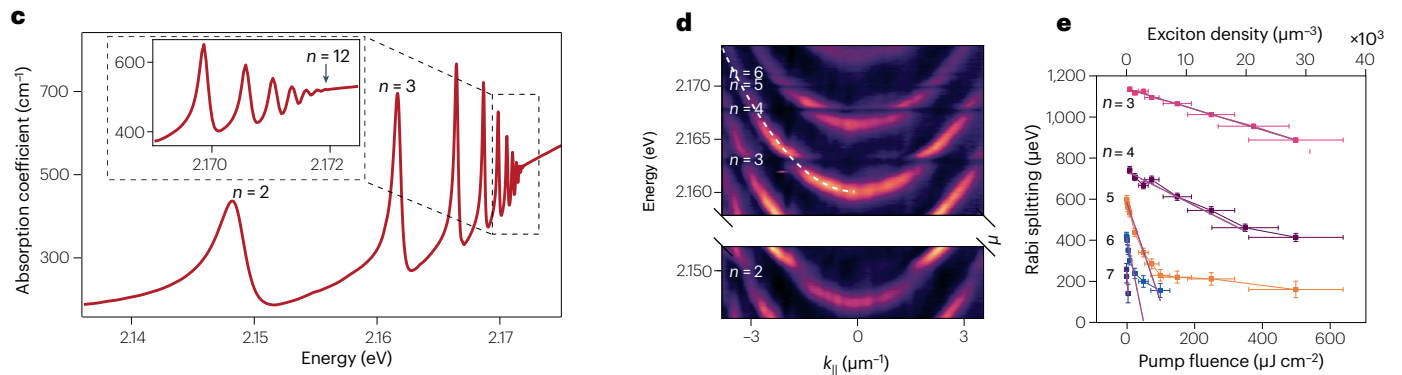 c
Absorption coefficient (cm⁻¹)
700
500
300
n = 2
n = 3
600
400
n = 12
2.170
2.172
2.14
2.15
2.16
2.17
Energy (eV)
d
Energy (eV)
2.170
2.165
2.160
2.150
n = 6
n = 5
n = 4
n = 3
n = 2
−3
0
3
k|| (µm⁻¹)
e
Exciton density (µm⁻³)
×10³
0
10
20
30
40
Rabi splitting (µeV)
1,200
1,000
800
600
400
200
0
n = 3
n = 4
5
6
7
0
200
400
600
Pump fluence (µJ cm⁻²)